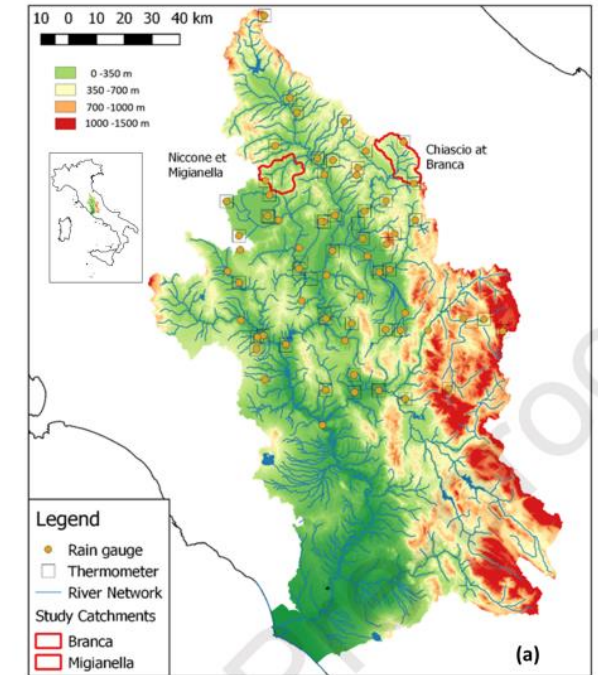 10 0 10 20 30 40 km
0 -350 m
350 -700 m
700 -1000 m
1000 -1500 m
Niccone et
Migianella
Chiascio at
Branca
Legend
Rain gauge
Thermometer
River Network
Study Catchments
Branca
Migianella
(a)